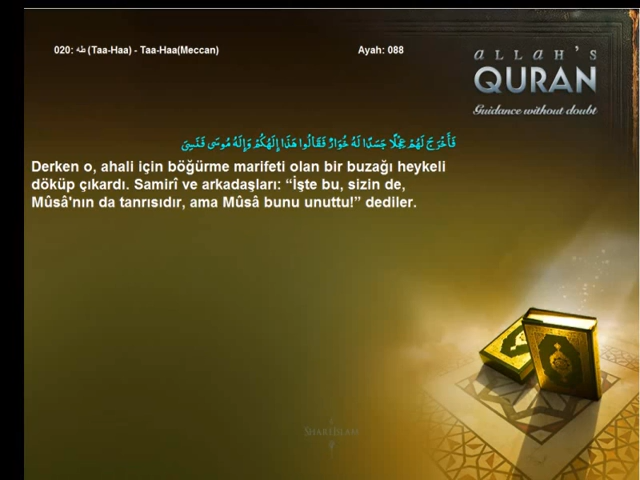 020: طه (Taa-Haa) - Taa-Haa(Meccan) Ayah: 088
ALLAH'S
QURAN
Guidance without doubt
فَأَخْرَجَ لَهُمْ عِجْلًا جَسَدًا لَهُ خُوَارٌ فَقَالُوا هَذَا إِلَهُكُمْ وَإِلَهُ مُوسَى فَنَسِيَ
Derken o, ahali için böğürme marifeti olan bir buzağı heykeli
döküp çıkardı. Samirî ve arkadaşları: “İşte bu, sizin de,
Mûsâ'nın da tanrısıdır, ama Mûsâ bunu unuttu!” dediler.
SHAREISLAM